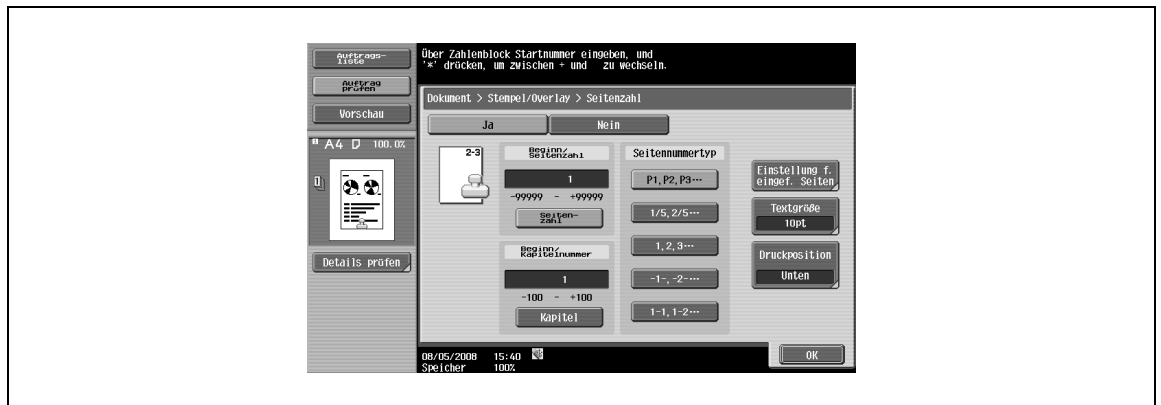 Auftrags-
liste
Auftrag
prüfen
Vorschau
A4 100.0%
1
Details prüfen
Über Zahlenblock Startnummer eingeben, und
'*' drücken, um zwischen + und zu wechseln.
Dokument > Stempel/Overlay > Seitenzahl
Ja
Nein
2-3
Beginn/
Seitenzahl
1
-99999 - +99999
Seiten-
zahl
Beginn/
Kapitelnummer
1
-100 - +100
Kapitel
Seitennummertyp
P1,P2,P3···
1/5,2/5···
1,2,3···
-1-,-2-···
1-1,1-2···
Einstellung f.
eingef. Seiten
Textgröße
10pt
Druckposition
Unten
08/05/2008 15:40
Speicher 100%
OK